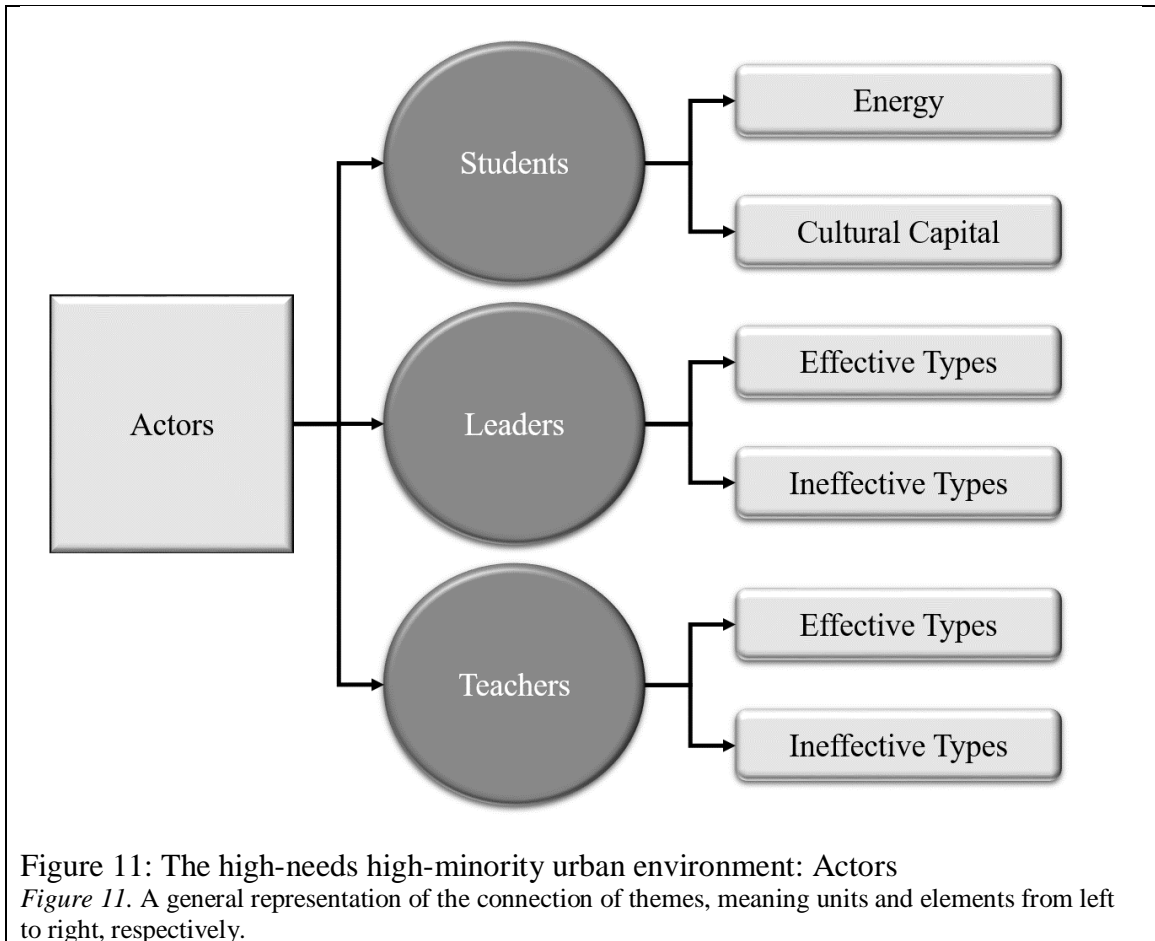 Actors
Students
Energy
Cultural Capital
Leaders
Effective Types
Ineffective Types
Teachers
Effective Types
Ineffective Types
Figure 11: The high-needs high-minority urban environment: Actors
Figure 11. A general representation of the connection of themes, meaning units and elements from left
to right, respectively.